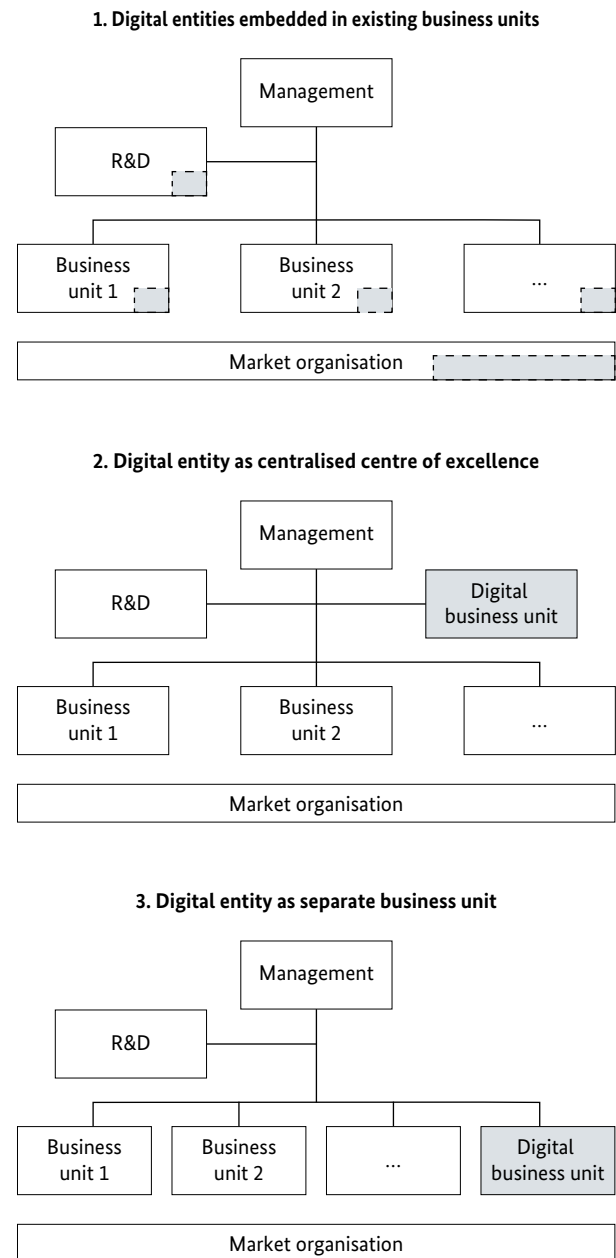 1. Digital entities embedded in existing business units
Management
R&D
Business
unit 1
Business
unit 2
...
Market organisation
2. Digital entity as centralised centre of excellence
Management
R&D
Digital
business unit
Business
unit 1
Business
unit 2
...
Market organisation
3. Digital entity as separate business unit
Management
R&D
Business
unit 1
Business
unit 2
...
Digital
business unit
Market organisation